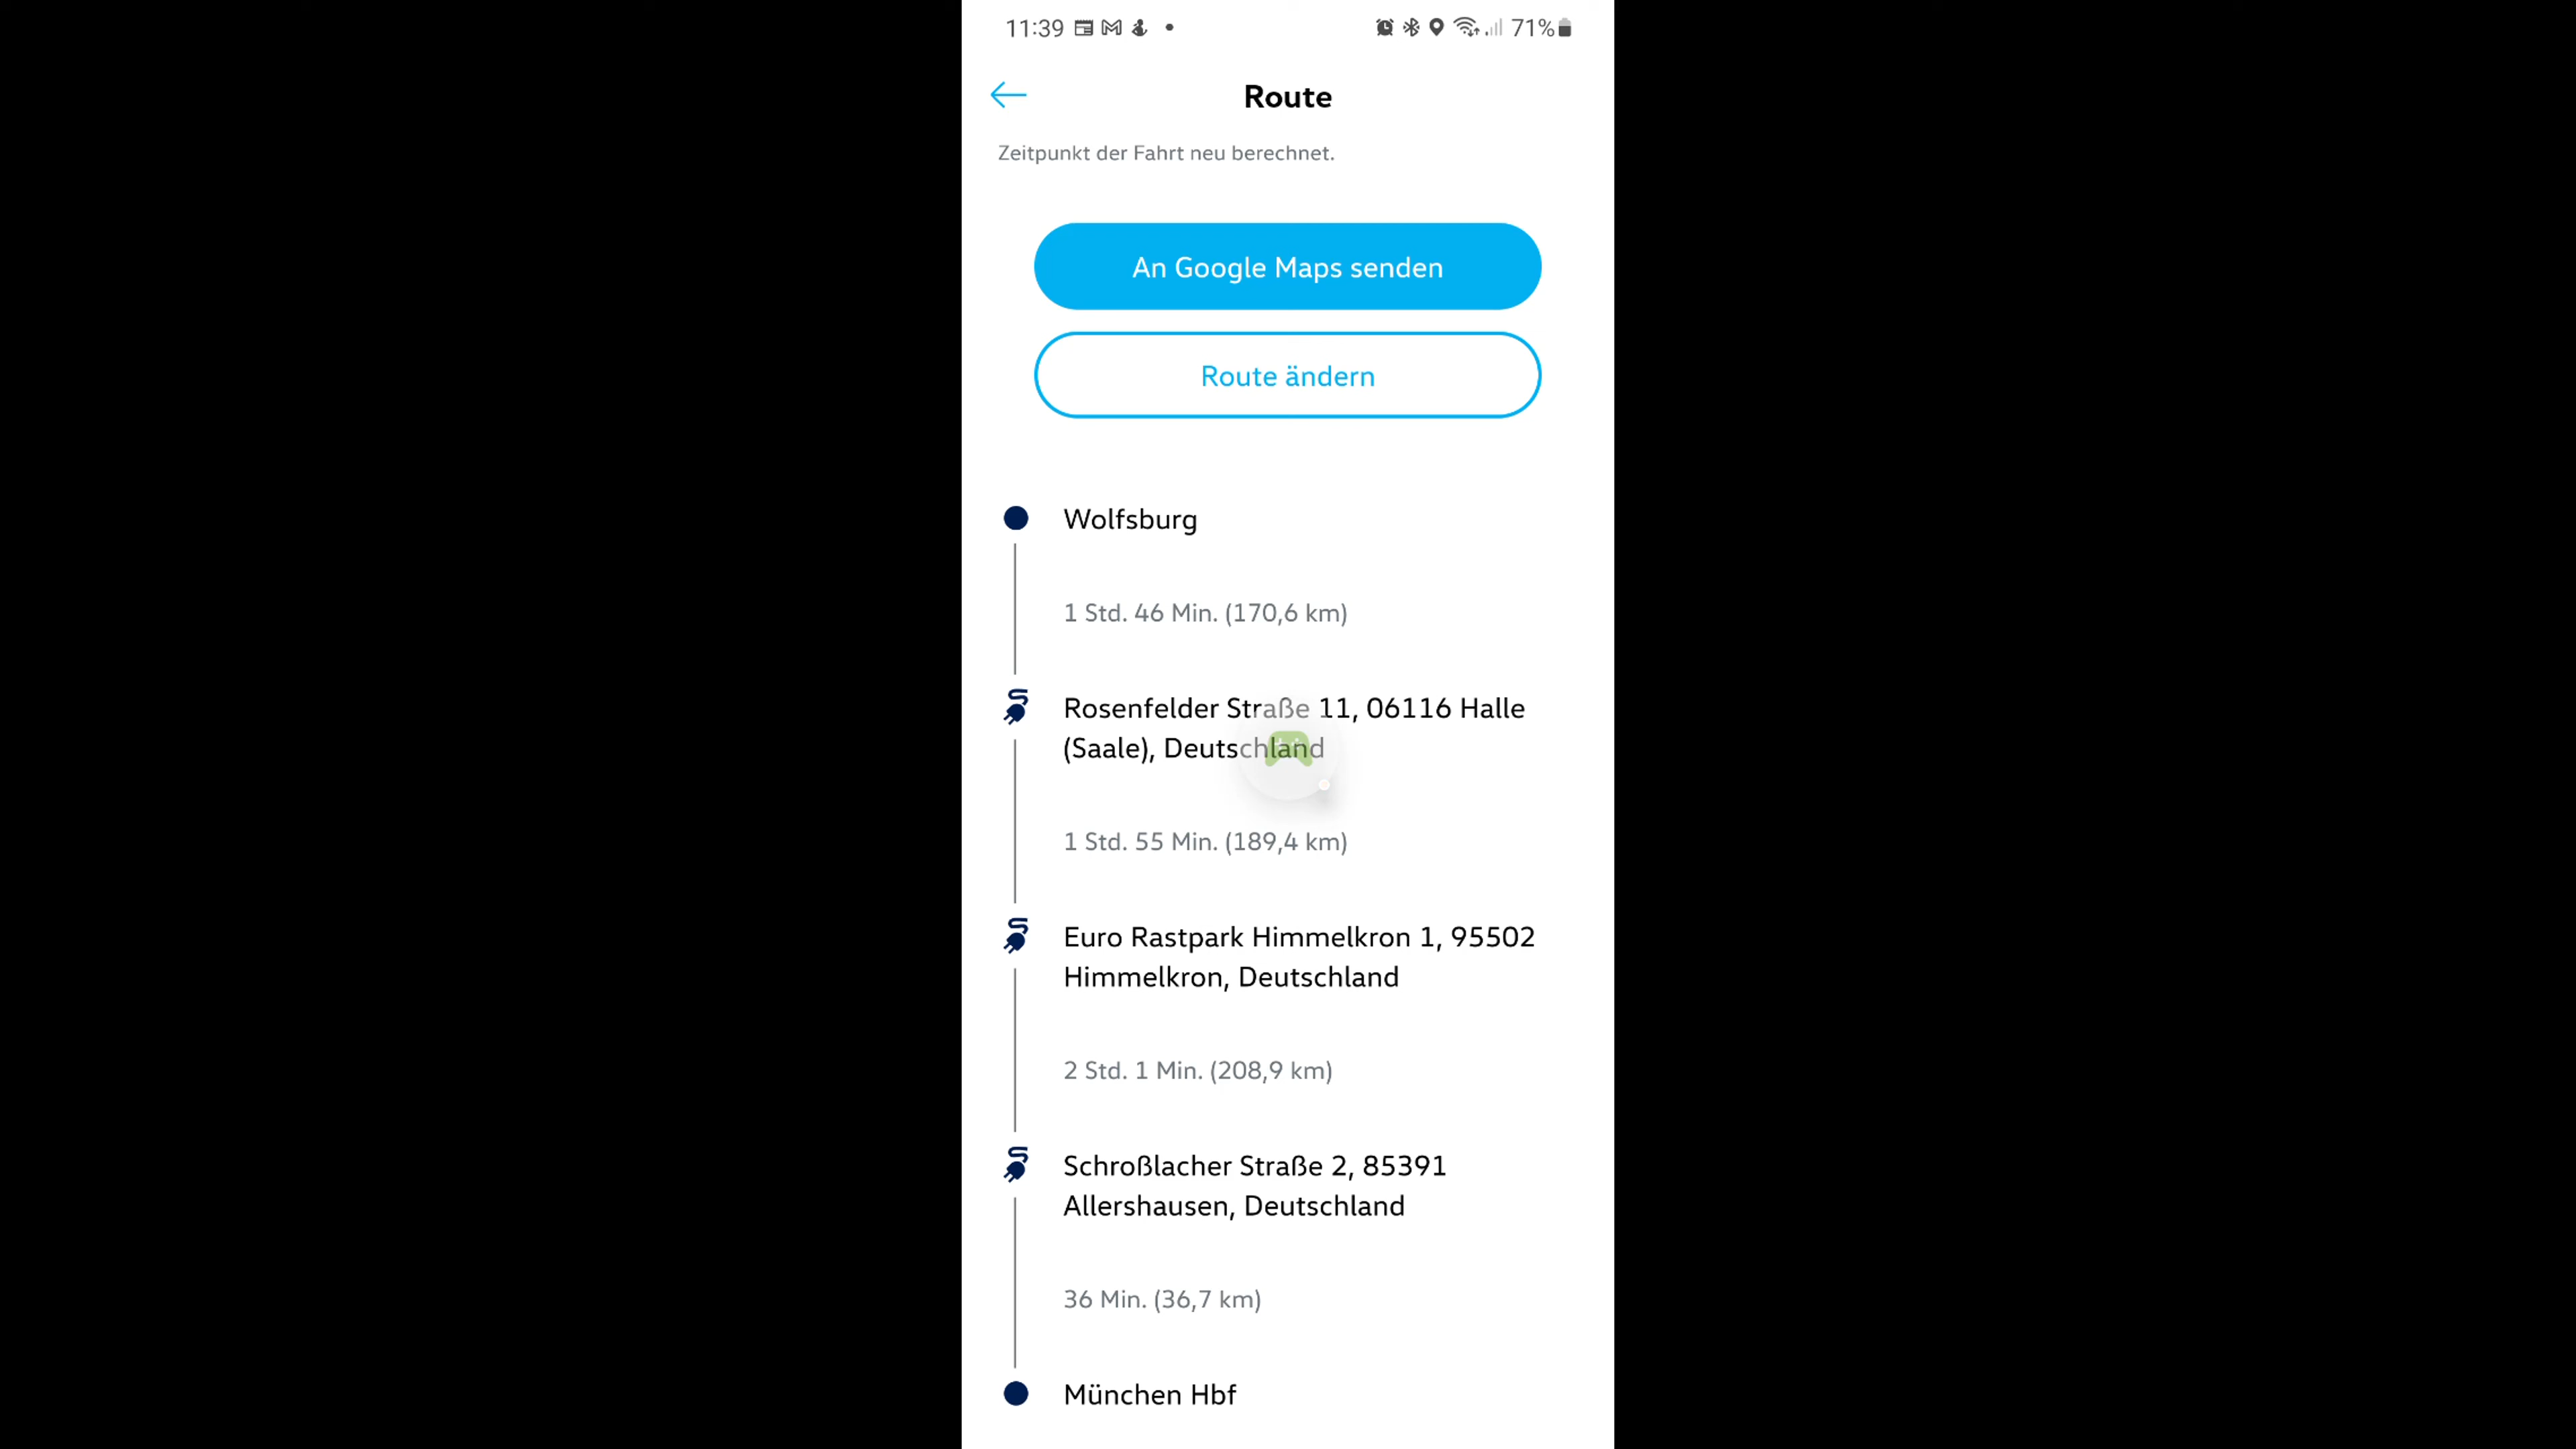 11:39 71%
Route
Zeitpunkt der Fahrt neu berechnet.
An Google Maps senden
Route ändern
Wolfsburg
1 Std. 46 Min. (170,6 km)
Rosenfelder Straße 11, 06116 Halle
(Saale), Deutschland
1 Std. 55 Min. (189,4 km)
Euro Rastpark Himmelkron 1, 95502
Himmelkron, Deutschland
2 Std. 1 Min. (208,9 km)
Schroßlacher Straße 2, 85391
Allershausen, Deutschland
36 Min. (36,7 km)
München Hbf